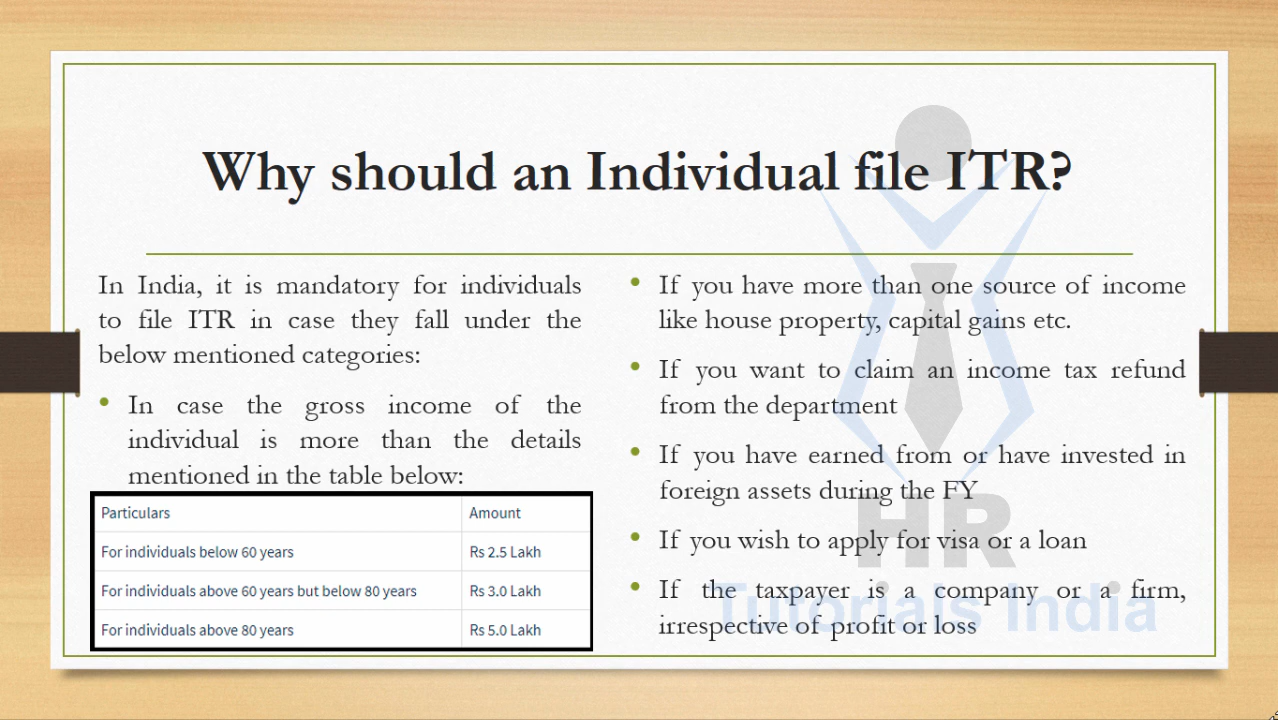 Why should an Individual file ITR?
In India, it is mandatory for individuals
to file ITR in case they fall under the
below mentioned categories:
• In case the gross income of the
individual is more than the details
mentioned in the table below:
Particulars Amount
For individuals below 60 years Rs 2.5 Lakh
For individuals above 60 years but below 80 years Rs 3.0 Lakh
For individuals above 80 years Rs 5.0 Lakh
• If you have more than one source of income
like house property, capital gains etc.
• If you want to claim an income tax refund
from the department
• If you have earned from or have invested in
foreign assets during the FY
• If you wish to apply for visa or a loan
• If the taxpayer is a company or a firm,
irrespective of profit or loss
HR
Tutorials India